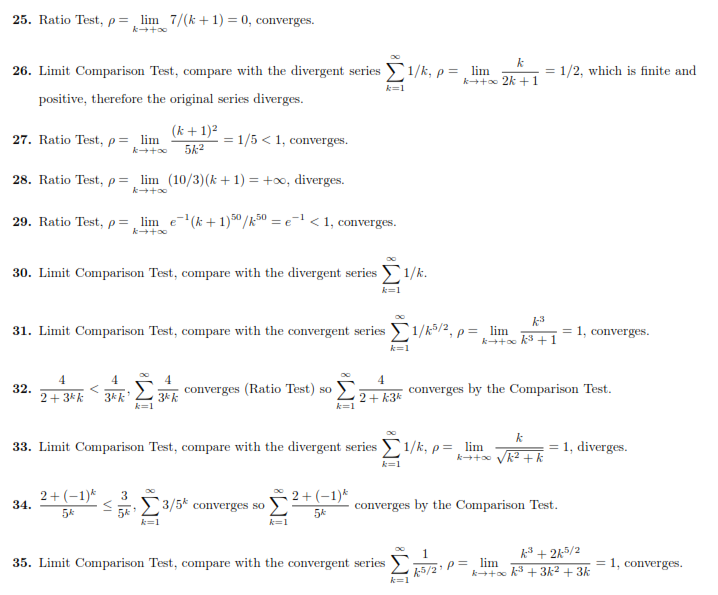 25. Ratio Test, ρ = lim_{k→+∞} 7/(k + 1) = 0, converges.
26. Limit Comparison Test, compare with the divergent series ∑_{k=1}^{∞} 1/k, ρ = lim_{k→+∞} k/(2k + 1) = 1/2, which is finite and
positive, therefore the original series diverges.
27. Ratio Test, ρ = lim_{k→+∞} (k + 1)²/(5k²) = 1/5 < 1, converges.
28. Ratio Test, ρ = lim_{k→+∞} (10/3)(k + 1) = +∞, diverges.
29. Ratio Test, ρ = lim_{k→+∞} e^{−1}(k + 1)^{50}/k^{50} = e^{−1} < 1, converges.
30. Limit Comparison Test, compare with the divergent series ∑_{k=1}^{∞} 1/k.
31. Limit Comparison Test, compare with the convergent series ∑_{k=1}^{∞} 1/k^{5/2}, ρ = lim_{k→+∞} k³/(k³ + 1) = 1, converges.
32. 4/(2 + 3^k k) < 4/(3^k k), ∑_{k=1}^{∞} 4/(3^k k) converges (Ratio Test) so ∑_{k=1}^{∞} 4/(2 + k3^k) converges by the Comparison Test.
33. Limit Comparison Test, compare with the divergent series ∑_{k=1}^{∞} 1/k, ρ = lim_{k→+∞} k/√(k² + k) = 1, diverges.
34. (2 + (−1)^k)/5^k ≤ 3/5^k, ∑_{k=1}^{∞} 3/5^k converges so ∑_{k=1}^{∞} (2 + (−1)^k)/5^k converges by the Comparison Test.
35. Limit Comparison Test, compare with the convergent series ∑_{k=1}^{∞} 1/k^{5/2}, ρ = lim_{k→+∞} (k³ + 2k^{5/2})/(k³ + 3k² + 3k) = 1, converges.